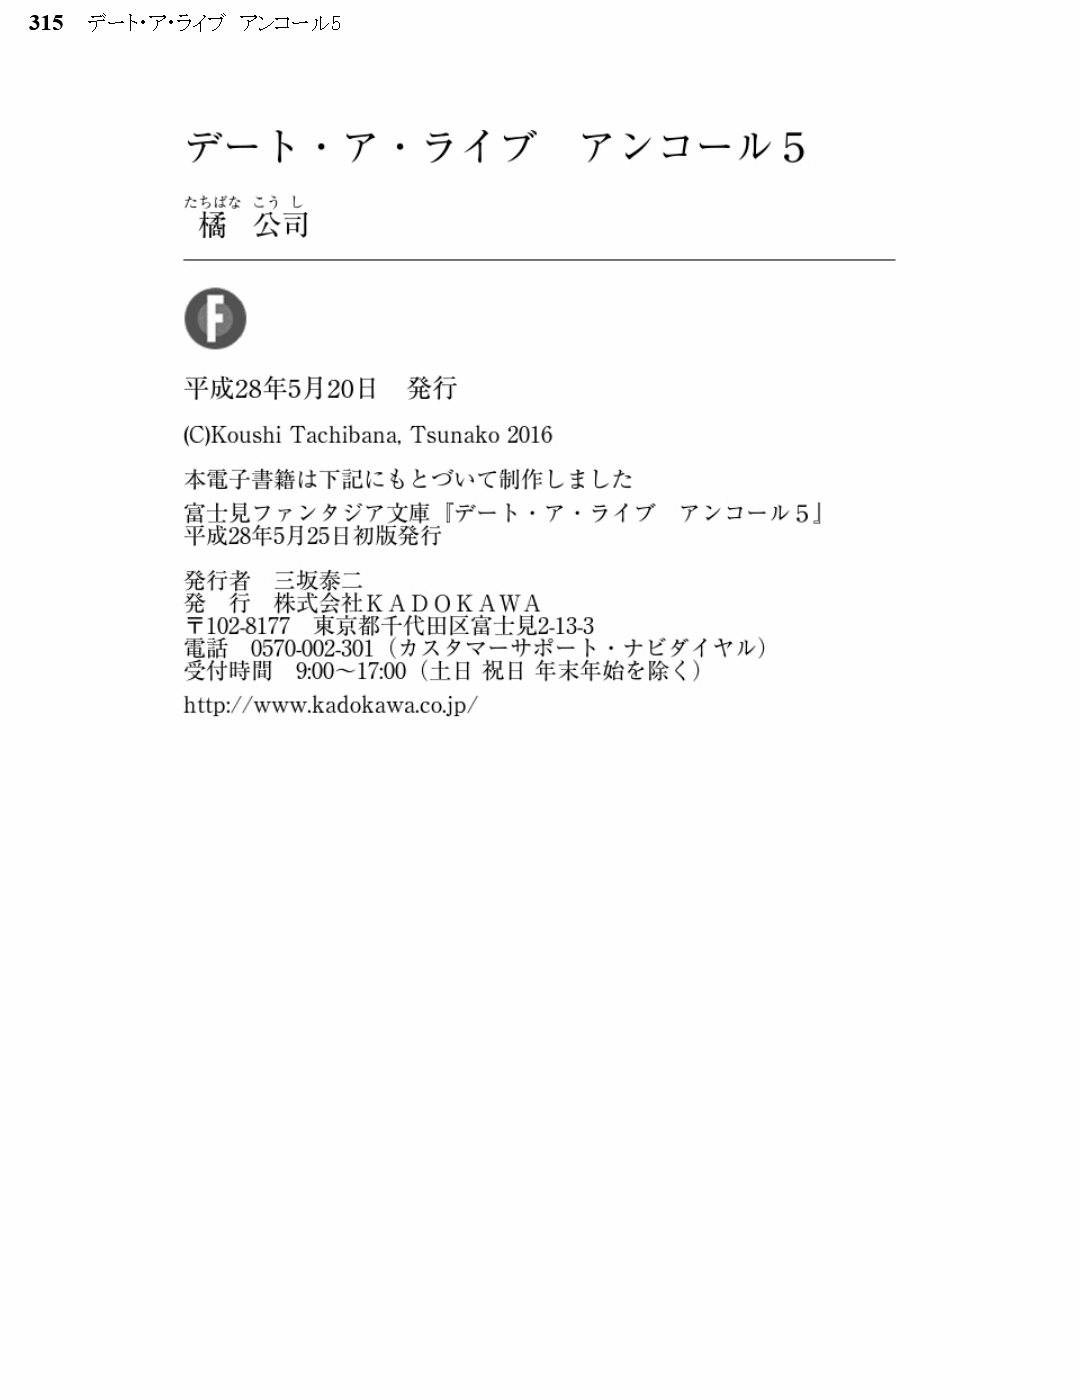 315 デート・ア・ライブ アンコール5
デート・ア・ライブ　アンコール５
たちばな こう し
橘 公司
F
平成28年5月20日　発行
(C)Koushi Tachibana, Tsunako 2016
本電子書籍は下記にもとづいて制作しました
富士見ファンタジア文庫『デート・ア・ライブ　アンコール５』
平成28年5月25日初版発行
発行者　三坂泰二
発　行　株式会社ＫＡＤＯＫＡＷＡ
〒102-8177　東京都千代田区富士見2-13-3
電話　0570-002-301（カスタマーサポート・ナビダイヤル）
受付時間　9:00～17:00（土日 祝日 年末年始を除く）
http://www.kadokawa.co.jp/